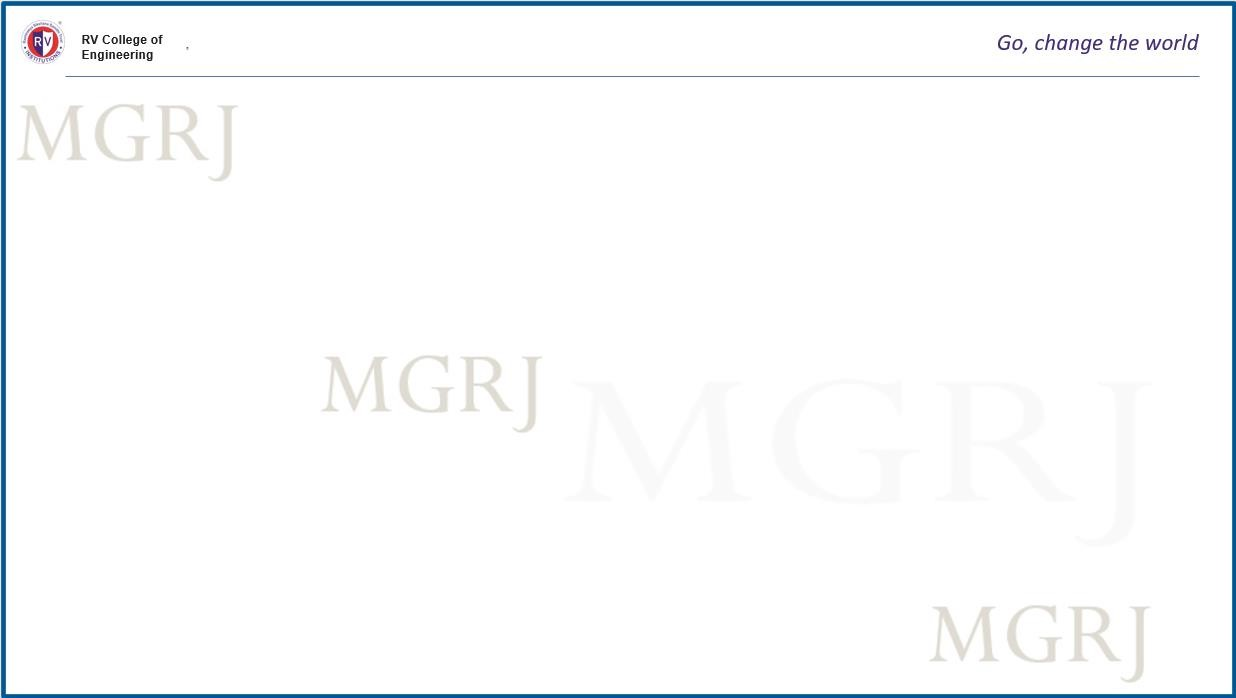 RV College of
Engineering ,
Go, change the world
MGRJ
MGRJ
MGRJ
MGRJ